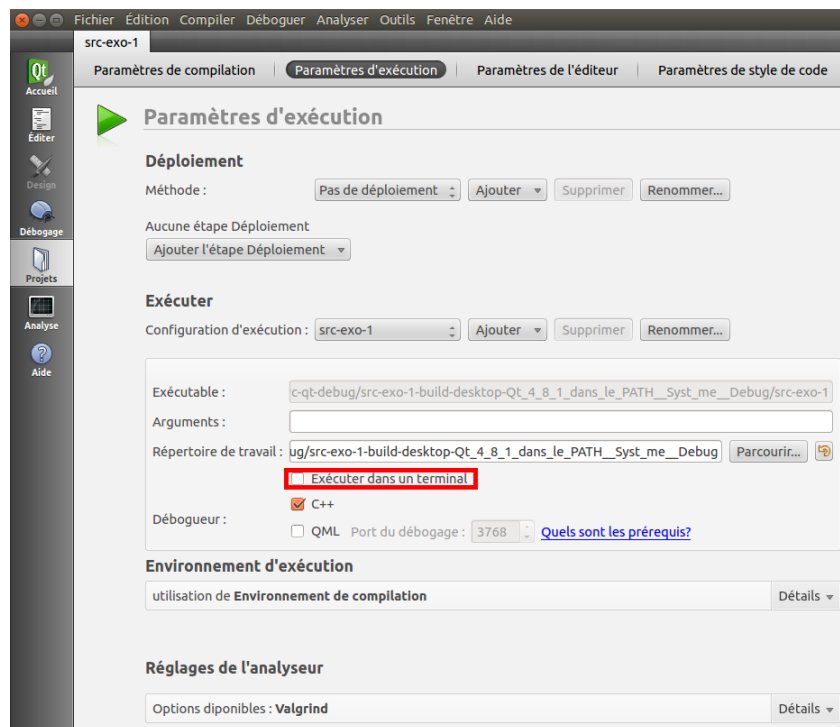 Fichier Édition Compiler Déboguer Analyser Outils Fenêtre Aide
src-exo-1
Paramètres de compilation Paramètres d'exécution Paramètres de l'éditeur Paramètres de style de code
Qt
Accueil
Éditer
Design
Débogage
Projets
Analyse
Aide
Paramètres d'exécution
Déploiement
Méthode : Pas de déploiement Ajouter Supprimer Renommer...
Aucune étape Déploiement
Ajouter l'étape Déploiement
Exécuter
Configuration d'exécution : src-exo-1 Ajouter Supprimer Renommer...
Exécutable : c-qt-debug/src-exo-1-build-desktop-Qt_4_8_1_dans_le_PATH__Syst_me__Debug/src-exo-1
Arguments :
Répertoire de travail : ug/src-exo-1-build-desktop-Qt_4_8_1_dans_le_PATH__Syst_me__Debug Parcourir...
Exécuter dans un terminal
C++
Débogueur :
QML Port du débogage : 3768 Quels sont les prérequis?
Environnement d'exécution
utilisation de Environnement de compilation Détails
Réglages de l'analyseur
Options diponibles : Valgrind Détails